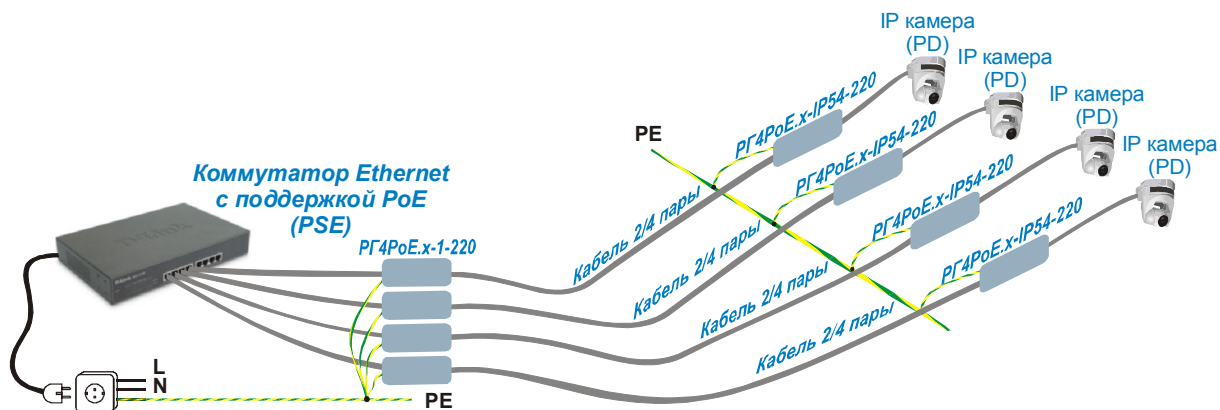 IP камера
(PD)
IP камера
(PD)
IP камера
(PD)
IP камера
(PD)
РГ4PoE.x-IP54-220
РГ4PoE.x-IP54-220
РГ4PoE.x-IP54-220
РГ4PoE.x-IP54-220
PE
Коммутатор Ethernet
с поддержкой PoE
(PSE)
РГ4PoE.x-1-220
Кабель 2/4 пары
Кабель 2/4 пары
Кабель 2/4 пары
Кабель 2/4 пары
L
N
PE